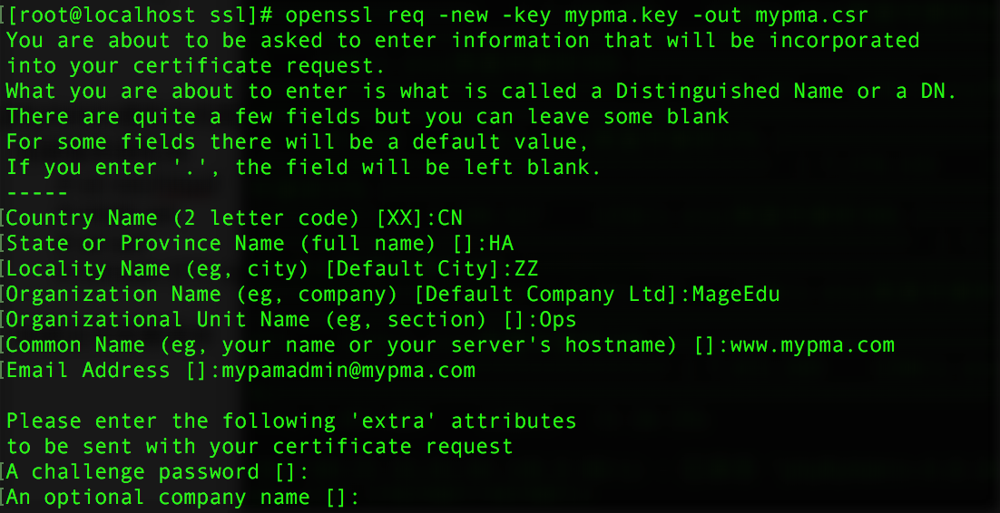 [[root@localhost ssl]# openssl req -new -key mypma.key -out mypma.csr
You are about to be asked to enter information that will be incorporated
into your certificate request.
What you are about to enter is what is called a Distinguished Name or a DN.
There are quite a few fields but you can leave some blank
For some fields there will be a default value,
If you enter '.', the field will be left blank.
-----
[Country Name (2 letter code) [XX]:CN
[State or Province Name (full name) []:HA
[Locality Name (eg, city) [Default City]:ZZ
[Organization Name (eg, company) [Default Company Ltd]:MageEdu
[Organizational Unit Name (eg, section) []:Ops
[Common Name (eg, your name or your server's hostname) []:www.mypma.com
[Email Address []:mypamadmin@mypma.com

Please enter the following 'extra' attributes
to be sent with your certificate request
[A challenge password []:
[An optional company name []: